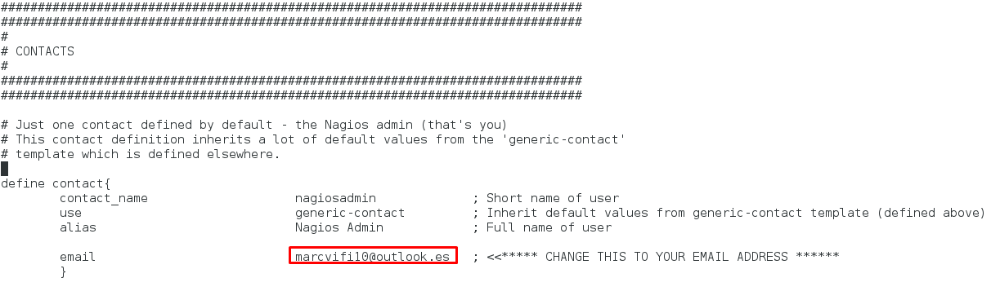 ###############################################################################
###############################################################################
#
# CONTACTS
#
###############################################################################
###############################################################################
# Just one contact defined by default - the Nagios admin (that's you)
# This contact definition inherits a lot of default values from the 'generic-contact'
# template which is defined elsewhere.
define contact{
contact_name nagiosadmin ; Short name of user
use generic-contact ; Inherit default values from generic-contact template (defined above)
alias Nagios Admin ; Full name of user
email marcvifi10@outlook.es ; <<***** CHANGE THIS TO YOUR EMAIL ADDRESS ******
}